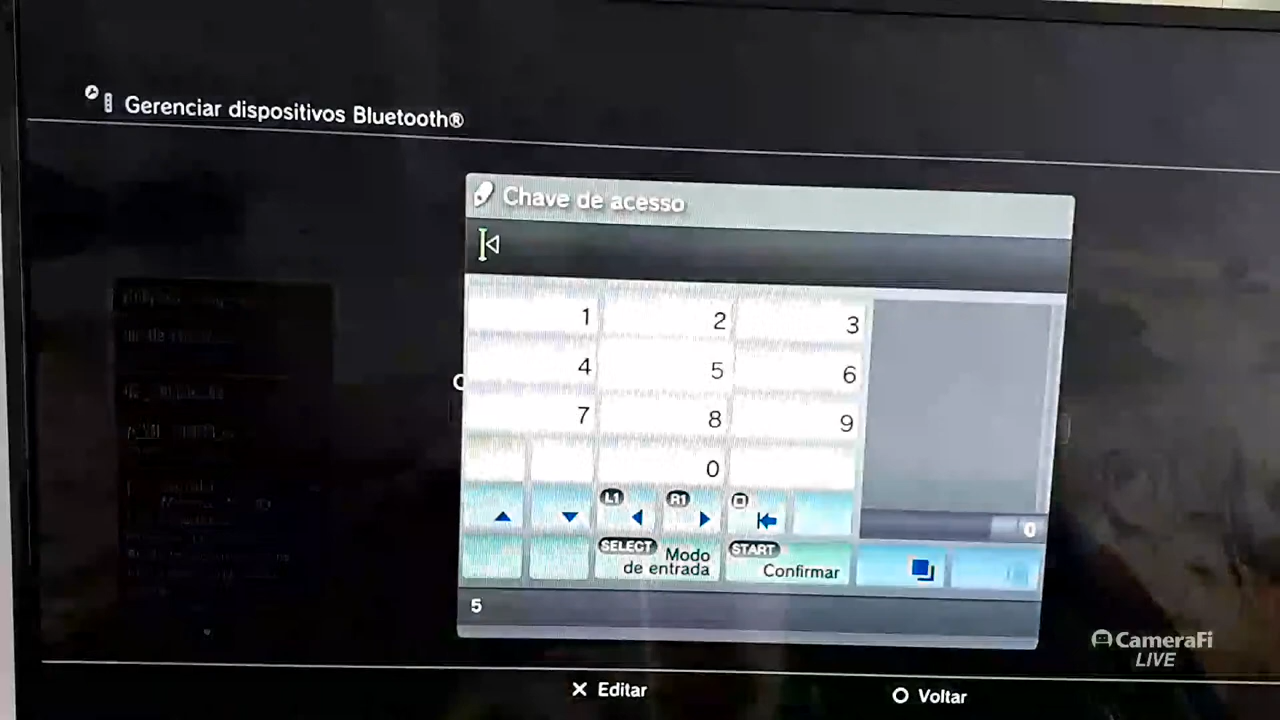 Gerenciar dispositivos Bluetooth®
Chave de acesso
1 2 3
4 5 6
7 8 9
0
L1 R1
0
SELECT Modo de entrada
START Confirmar
5
X Editar
O Voltar
CameraFi
LIVE